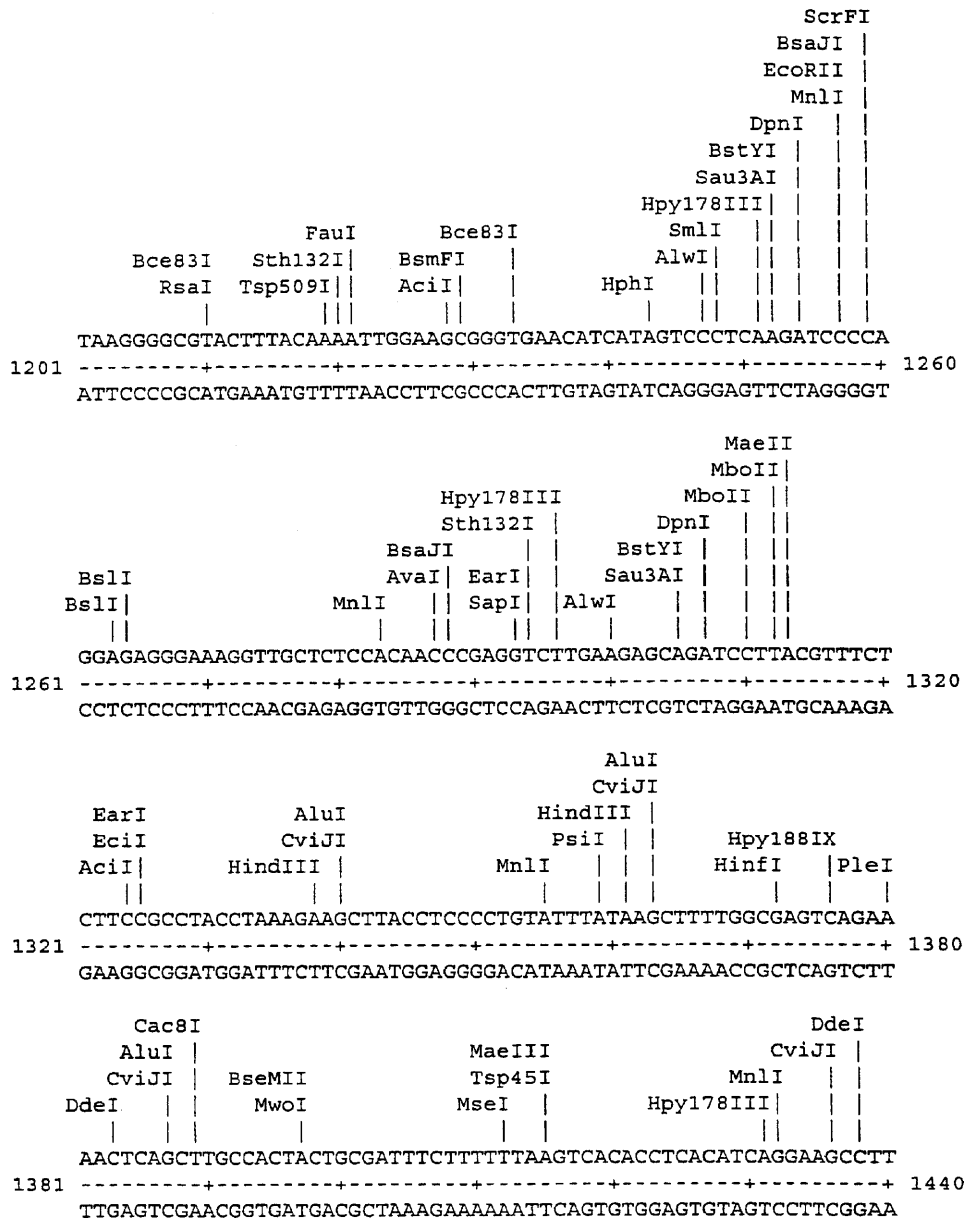 ScrFI
BsaJI
EcoRII
MnlI
DpnI
BstYI
Sau3AI
Hpy178III
FauI Bce83I SmlI
Bce83I Sth132I BsmFI AlwI
RsaI Tsp509I AciI HphI
TAAGGGGCGTACTTTACAAAATTGGAAGCGGGTGAACATCATAGTCCCTCAAGATCCCCA
1201 ---------+---------+---------+---------+---------+---------+ 1260
ATTCCCCGCATGAAATGTTTTAACCTTCGCCCACTTGTAGTATCAGGGAGTTCTAGGGGT
MaeII
MboII
Hpy178III MboII
Sth132I DpnI
BsaJI BstYI
BslI AvaI EarI Sau3AI
BslI MnlI SapI AlwI
GGAGAGGGAAAGGTTGCTCTCCACAACCCGAGGTCTTGAAGAGCAGATCCTTACGTTTCT
1261 ---------+---------+---------+---------+---------+---------+ 1320
CCTCTCCCTTTCCAACGAGAGGTGTTGGGCTCCAGAACTTCTCGTCTAGGAATGCAAAGA
AluI
CviJI
EarI AluI HindIII
EciI CviJI PsiI Hpy188IX
AciI HindIII MnlI HinfI PleI
CTTCCGCCTACCTAAAGAAGCTTACCTCCCCTGTATTTATAAGCTTTTGGCGAGTCAGAA
1321 ---------+---------+---------+---------+---------+---------+ 1380
GAAGGCGGATGGATTTCTTCGAATGGAGGGGACATAAATATTCGAAAACCGCTCAGTCTT
Cac8I DdeI
AluI MaeIII CviJI
CviJI BseMII Tsp45I MnlI
DdeI MwoI MseI Hpy178III
AACTCAGCTTGCCACTACTGCGATTTCTTTTTTAAGTCACACCTCACATCAGGAAGCCTT
1381 ---------+---------+---------+---------+---------+---------+ 1440
TTGAGTCGAACGGTGATGACGCTAAAGAAAAAATTCAGTGTGGAGTGTAGTCCTTCGGAA